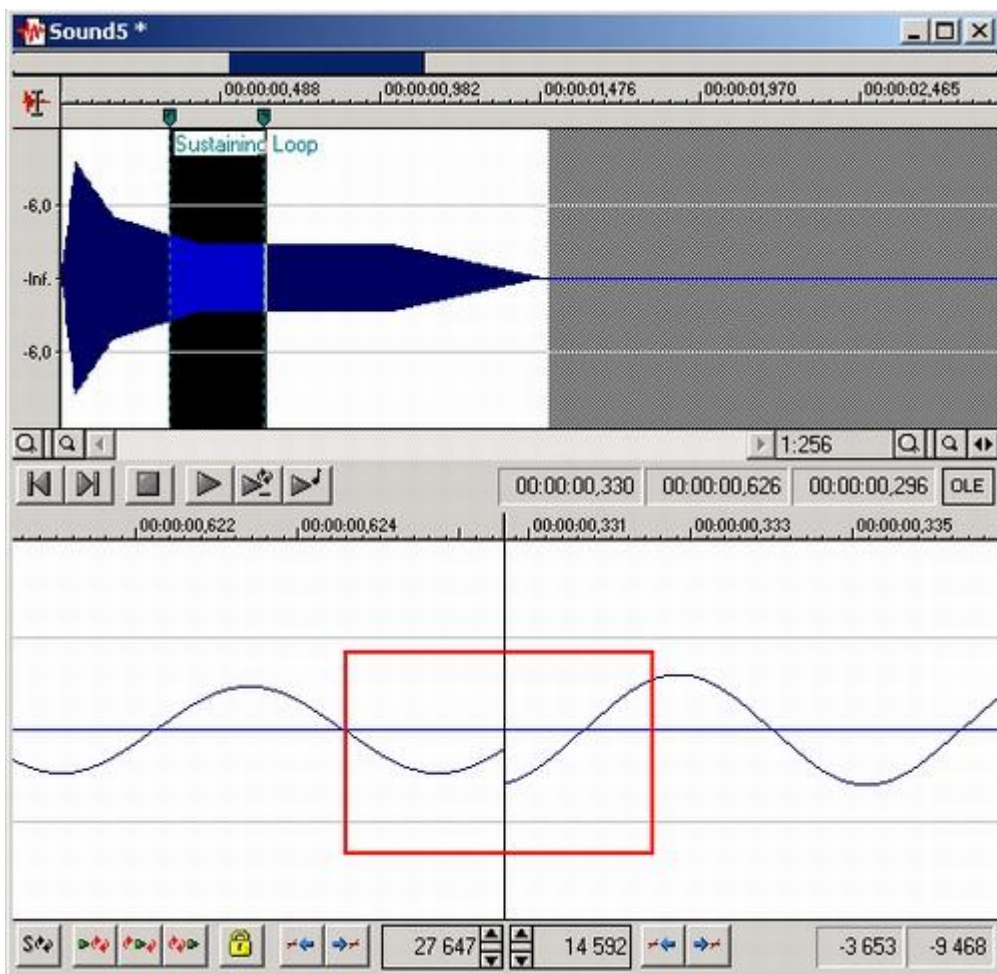 Sound5 *
00:00:00,488 00:00:00,982 00:00:01,476 00:00:01,970 00:00:02,465
Sustaining Loop
-6,0
-Inf.
-6,0
1:256
00:00:00,330 00:00:00,626 00:00:00,296 OLE
00:00:00,622 00:00:00,624 00:00:00,331 00:00:00,333 00:00:00,335
S 27 647 14 592 -3 653 -9 468